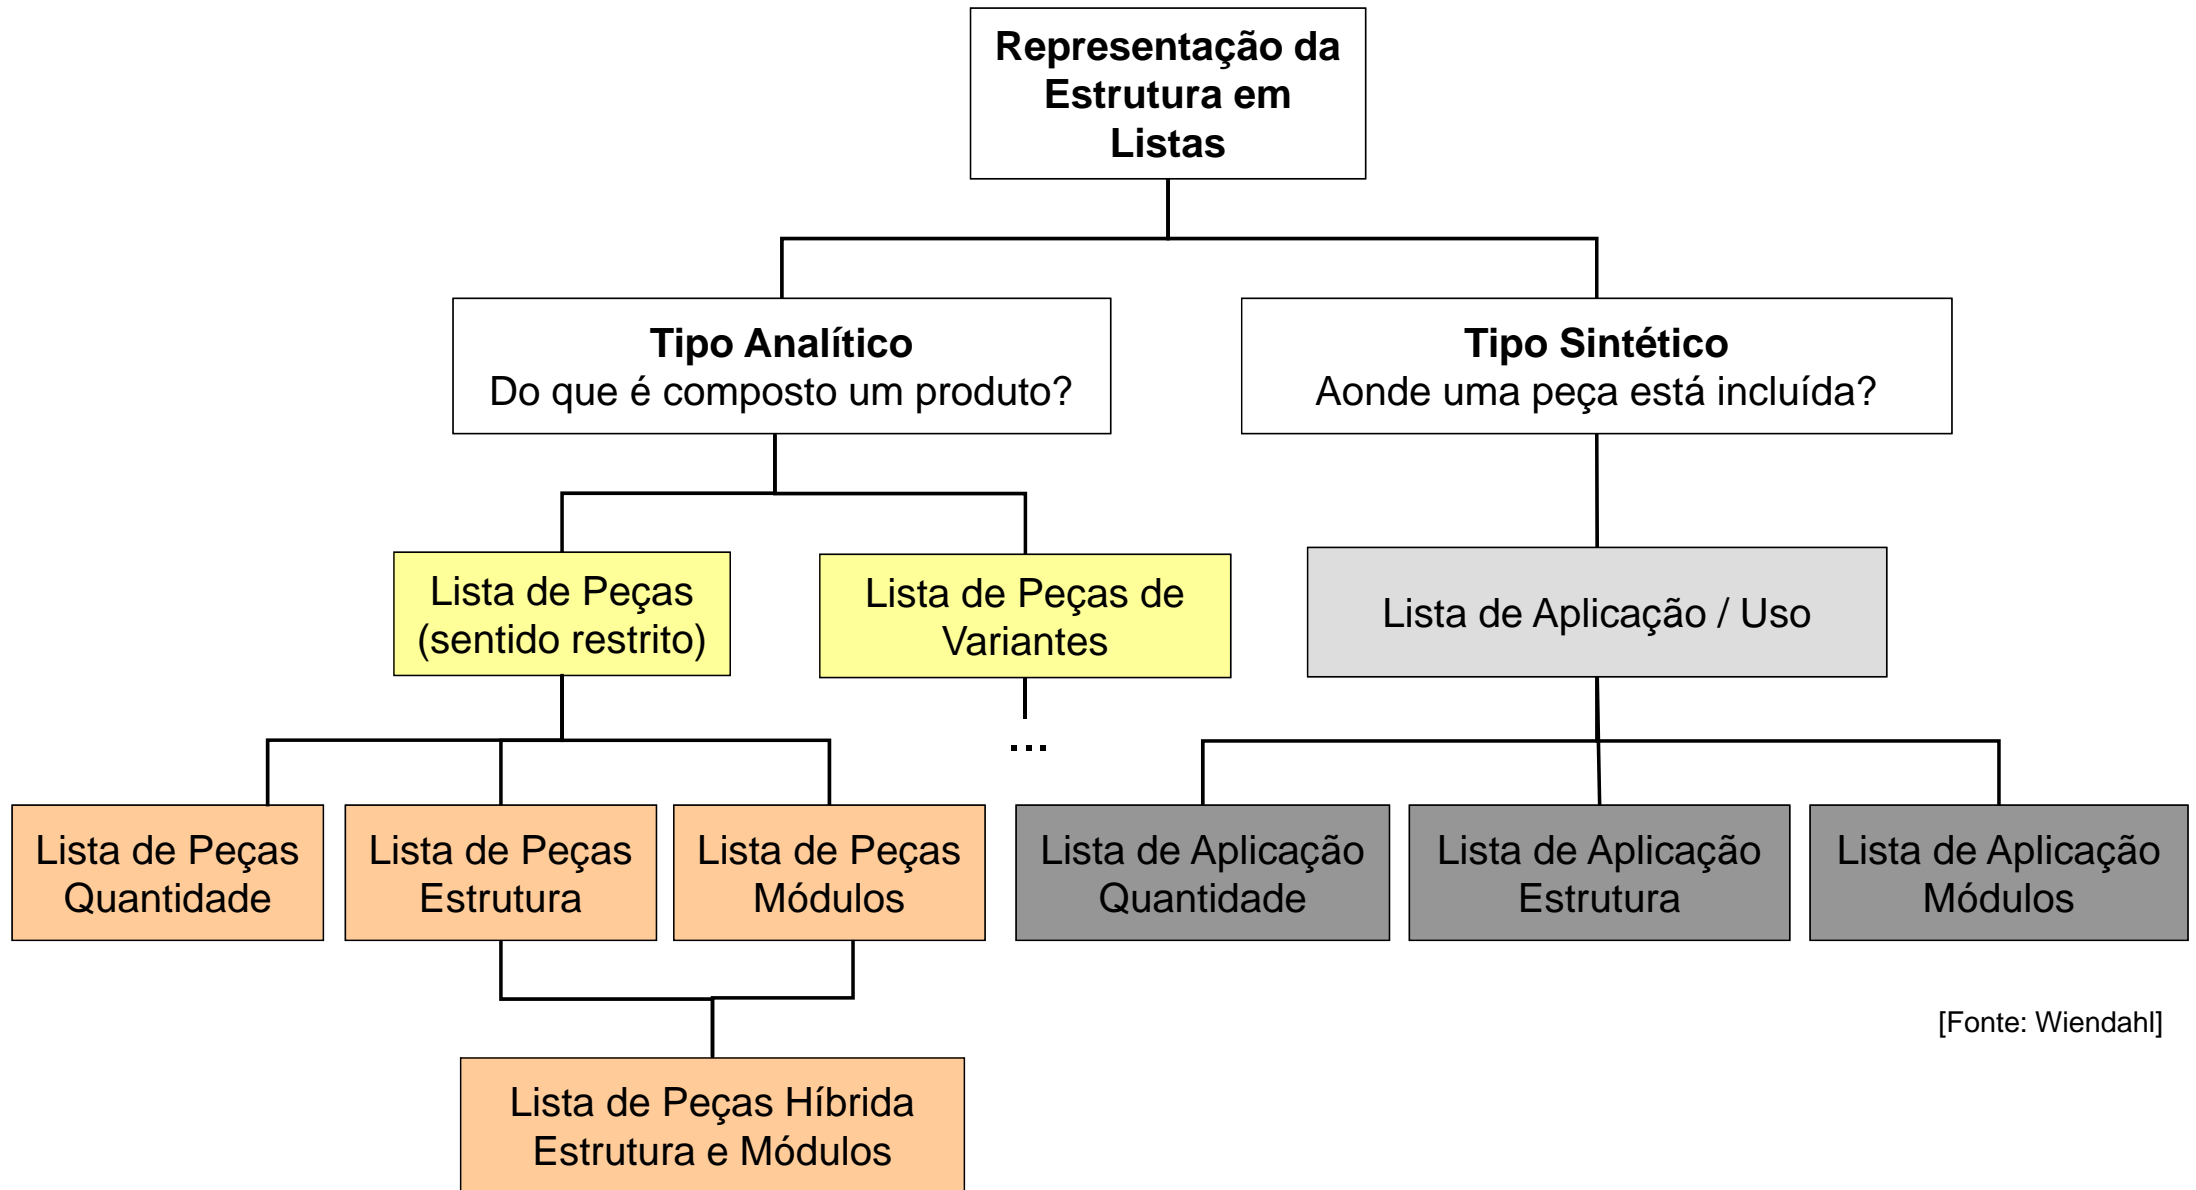 Representação da
Estrutura em
Listas
Tipo Analítico
Do que é composto um produto?
Tipo Sintético
Aonde uma peça está incluída?
Lista de Peças
(sentido restrito)
Lista de Peças de
Variantes
Lista de Aplicação / Uso
...
Lista de Peças
Quantidade
Lista de Peças
Estrutura
Lista de Peças
Módulos
Lista de Aplicação
Quantidade
Lista de Aplicação
Estrutura
Lista de Aplicação
Módulos
[Fonte: Wiendahl]
Lista de Peças Híbrida
Estrutura e Módulos